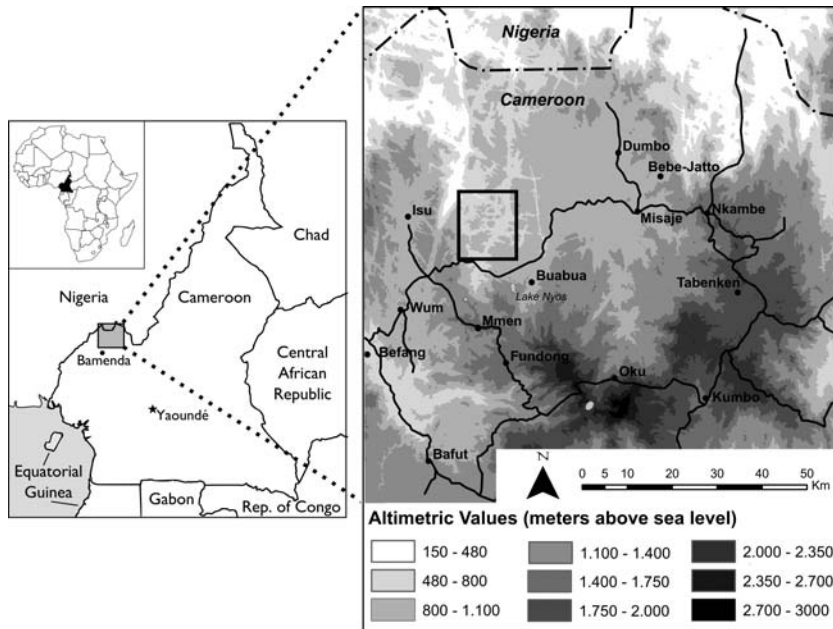 Chad
Nigeria
Cameroon
Bamenda
Central
African
Republic
Yaoundé
Equatorial
Guinea
Gabon
Rep. of Congo
Nigeria
Cameroon
Dumbo
Bebe-Jatto
Isu
Misaje
Nkambe
Buabua
Tabenken
Lake Nyos
Wum
Mmen
Befang
Fundong
Oku
Kumbo
Bafut
N
0 5 10 20 30 40 50
Km
Altimetric Values (meters above sea level)
150 - 480
480 - 800
800 - 1.100
1.100 - 1.400
1.400 - 1.750
1.750 - 2.000
2.000 - 2.350
2.350 - 2.700
2.700 - 3000